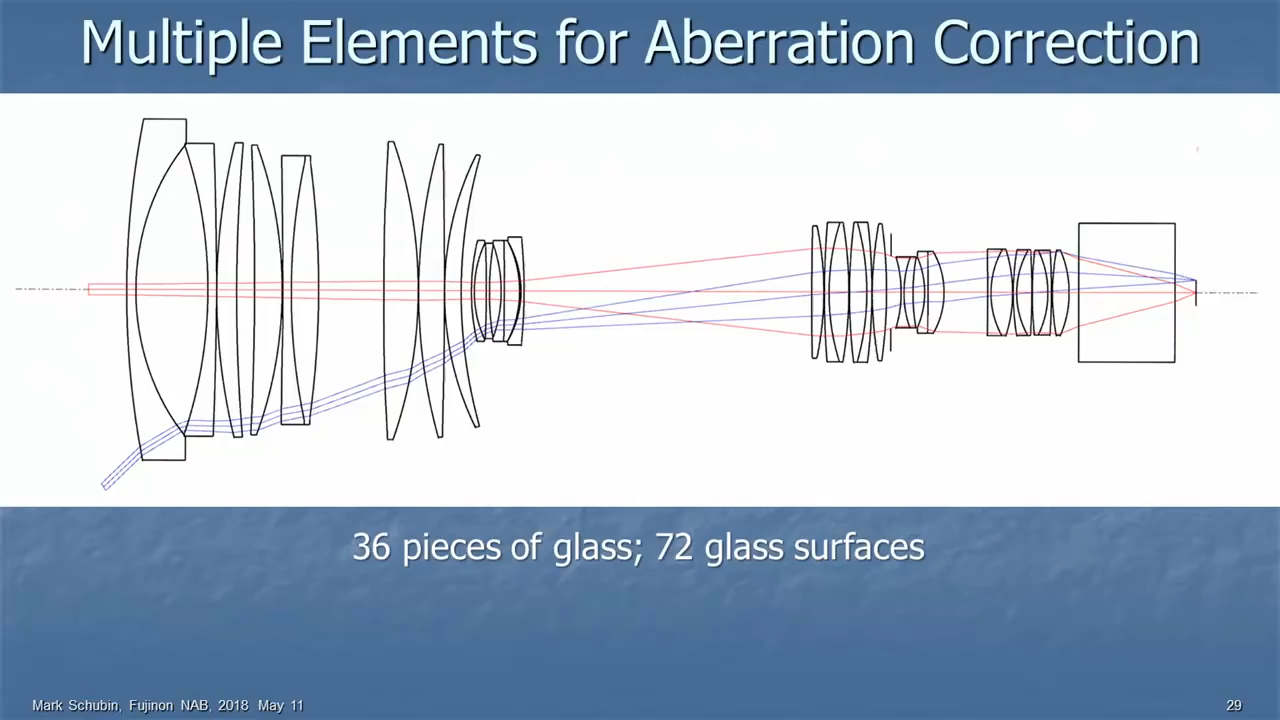 Multiple Elements for Aberration Correction
36 pieces of glass; 72 glass surfaces
Mark Schubin, Fujinon NAB, 2018 May 11
29